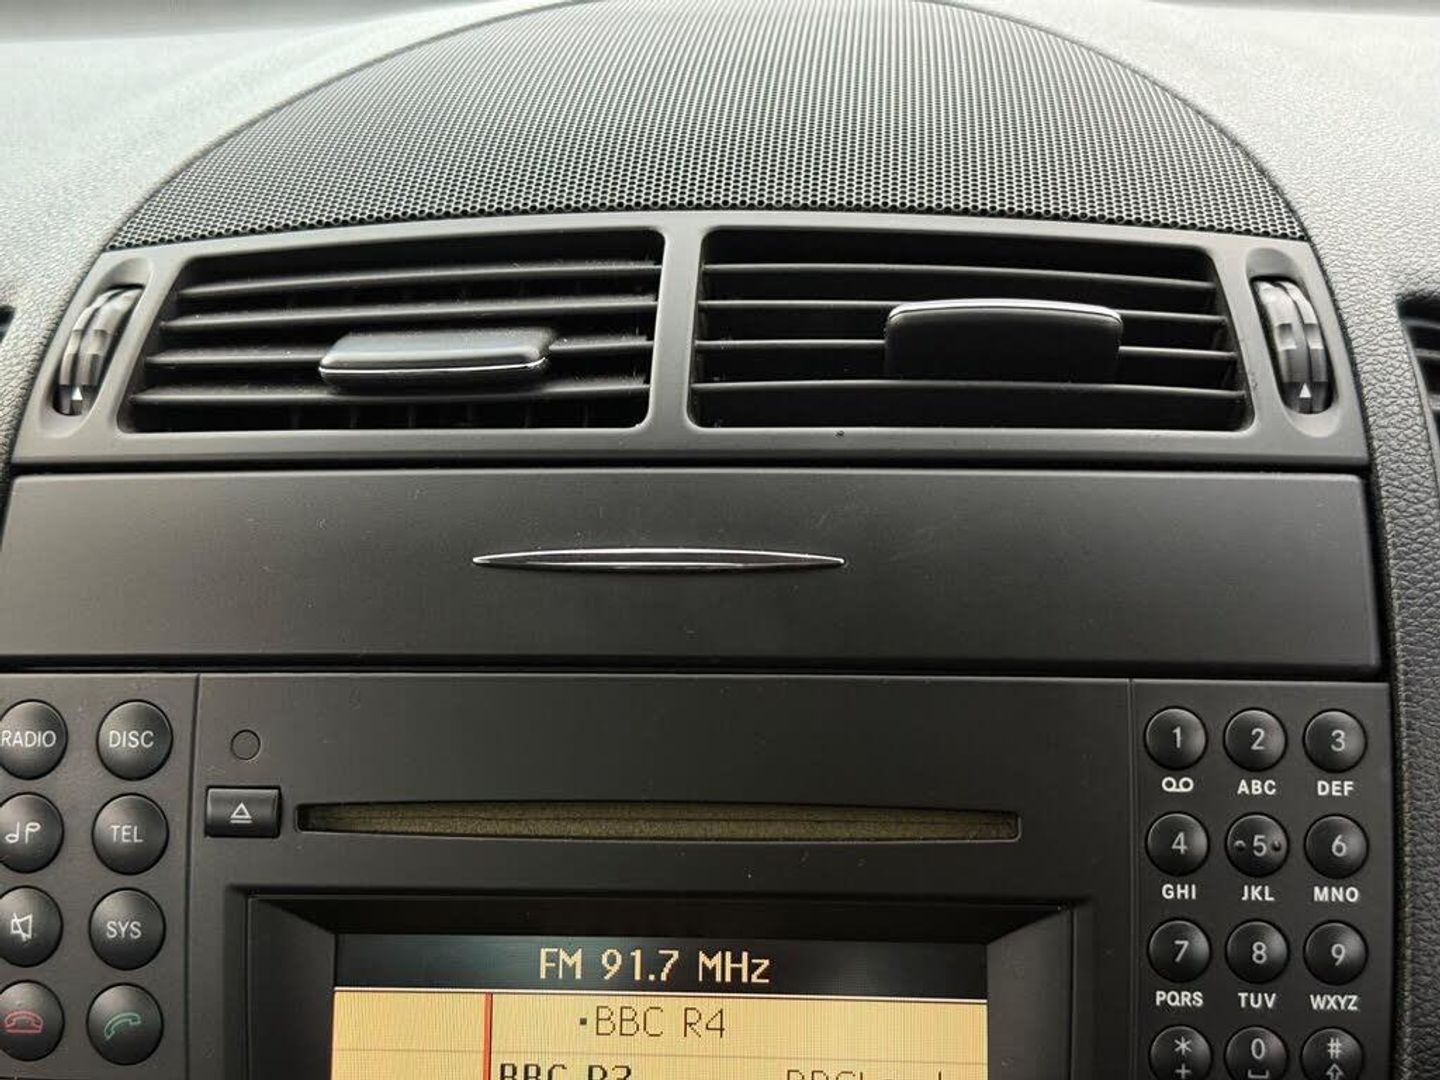 RADIO DISC
TEL
SYS
1 2 3
ABC DEF
4 5 6
GHI JKL MNO
7 8 9
PQRS TUV WXYZ
* 0 #
+
FM 91.7 MHz
·BBC R4
BBC